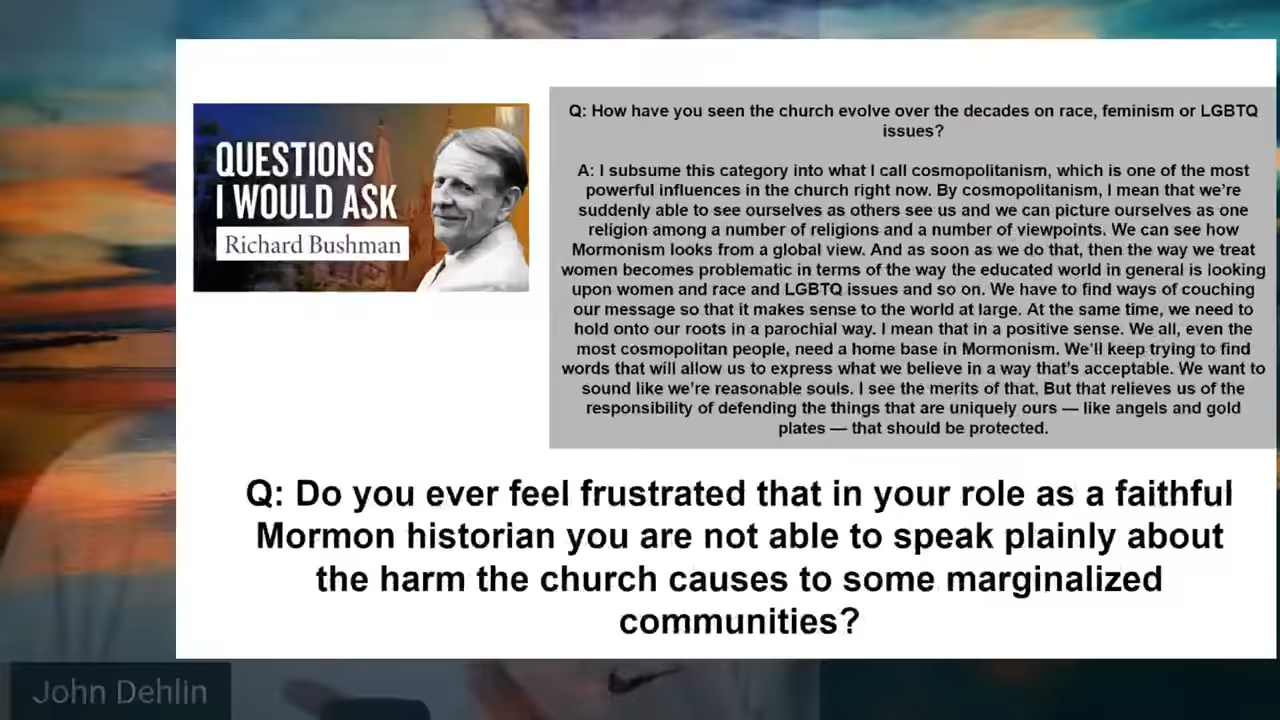 QUESTIONS
I WOULD ASK
Richard Bushman
Q: How have you seen the church evolve over the decades on race, feminism or LGBTQ
issues?
A: I subsume this category into what I call cosmopolitanism, which is one of the most
powerful influences in the church right now. By cosmopolitanism, I mean that we're
suddenly able to see ourselves as others see us and we can picture ourselves as one
religion among a number of religions and a number of viewpoints. We can see how
Mormonism looks from a global view. And as soon as we do that, then the way we treat
women becomes problematic in terms of the way the educated world in general is looking
upon women and race and LGBTQ issues and so on. We have to find ways of couching
our message so that it makes sense to the world at large. At the same time, we need to
hold onto our roots in a parochial way. I mean that in a positive sense. We all, even the
most cosmopolitan people, need a home base in Mormonism. We'll keep trying to find
words that will allow us to express what we believe in a way that's acceptable. We want to
sound like we're reasonable souls. I see the merits of that. But that relieves us of the
responsibility of defending the things that are uniquely ours — like angels and gold
plates — that should be protected.
Q: Do you ever feel frustrated that in your role as a faithful
Mormon historian you are not able to speak plainly about
the harm the church causes to some marginalized
communities?
John Dehlin